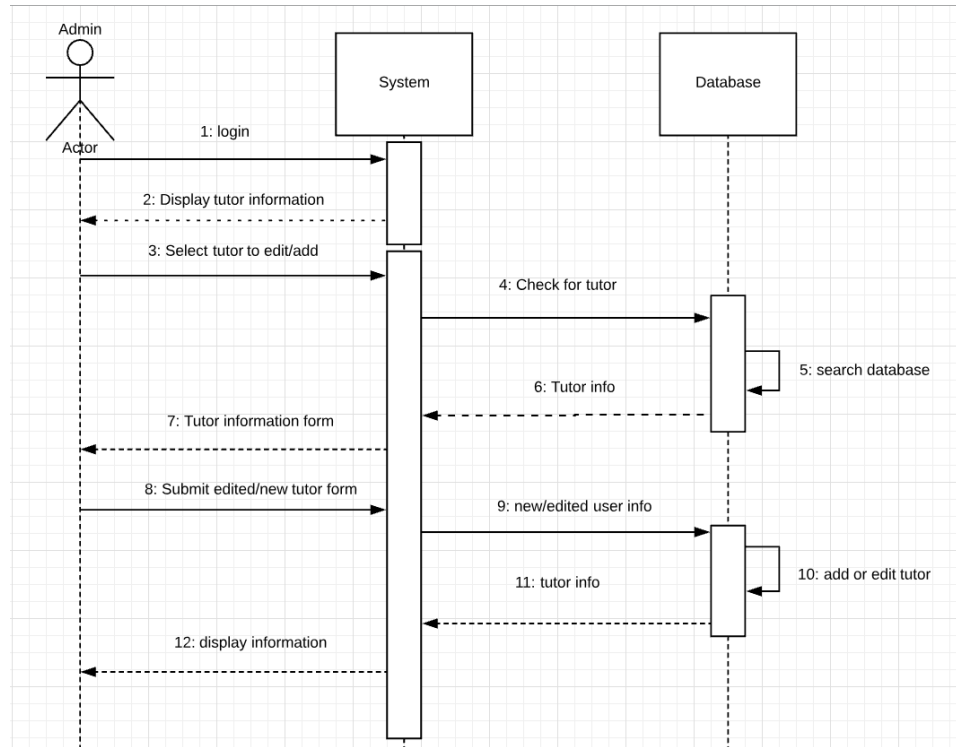 Admin
System
Database
Actor
1: login
2: Display tutor information
3: Select tutor to edit/add
4: Check for tutor
5: search database
6: Tutor info
7: Tutor information form
8: Submit edited/new tutor form
9: new/edited user info
10: add or edit tutor
11: tutor info
12: display information